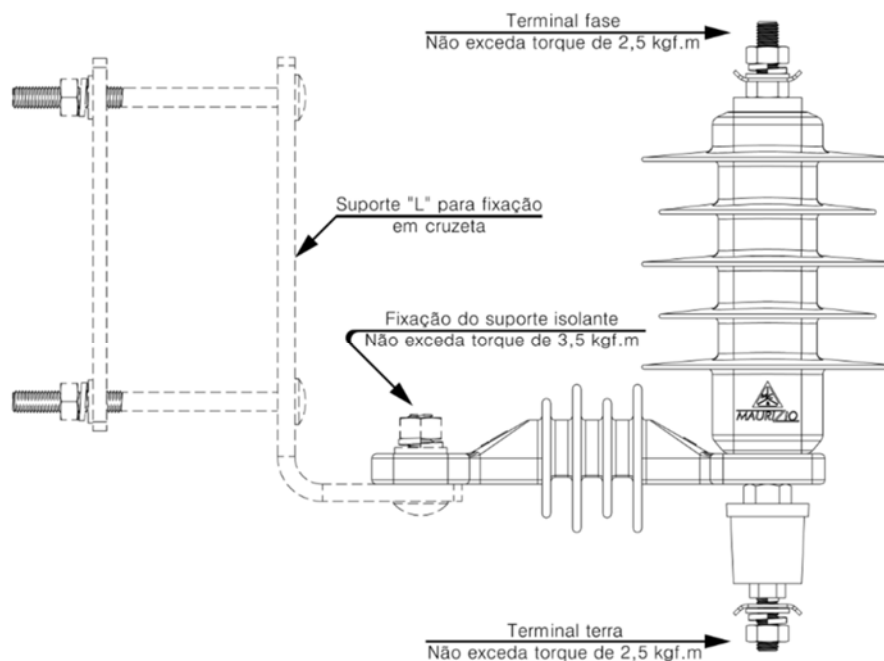 Terminal fase
Não exceda torque de 2,5 kgf.m
Suporte "L" para fixação
em cruzeta
Fixação do suporte isolante
Não exceda torque de 3,5 kgf.m
MAURIZIO
Terminal terra
Não exceda torque de 2,5 kgf.m